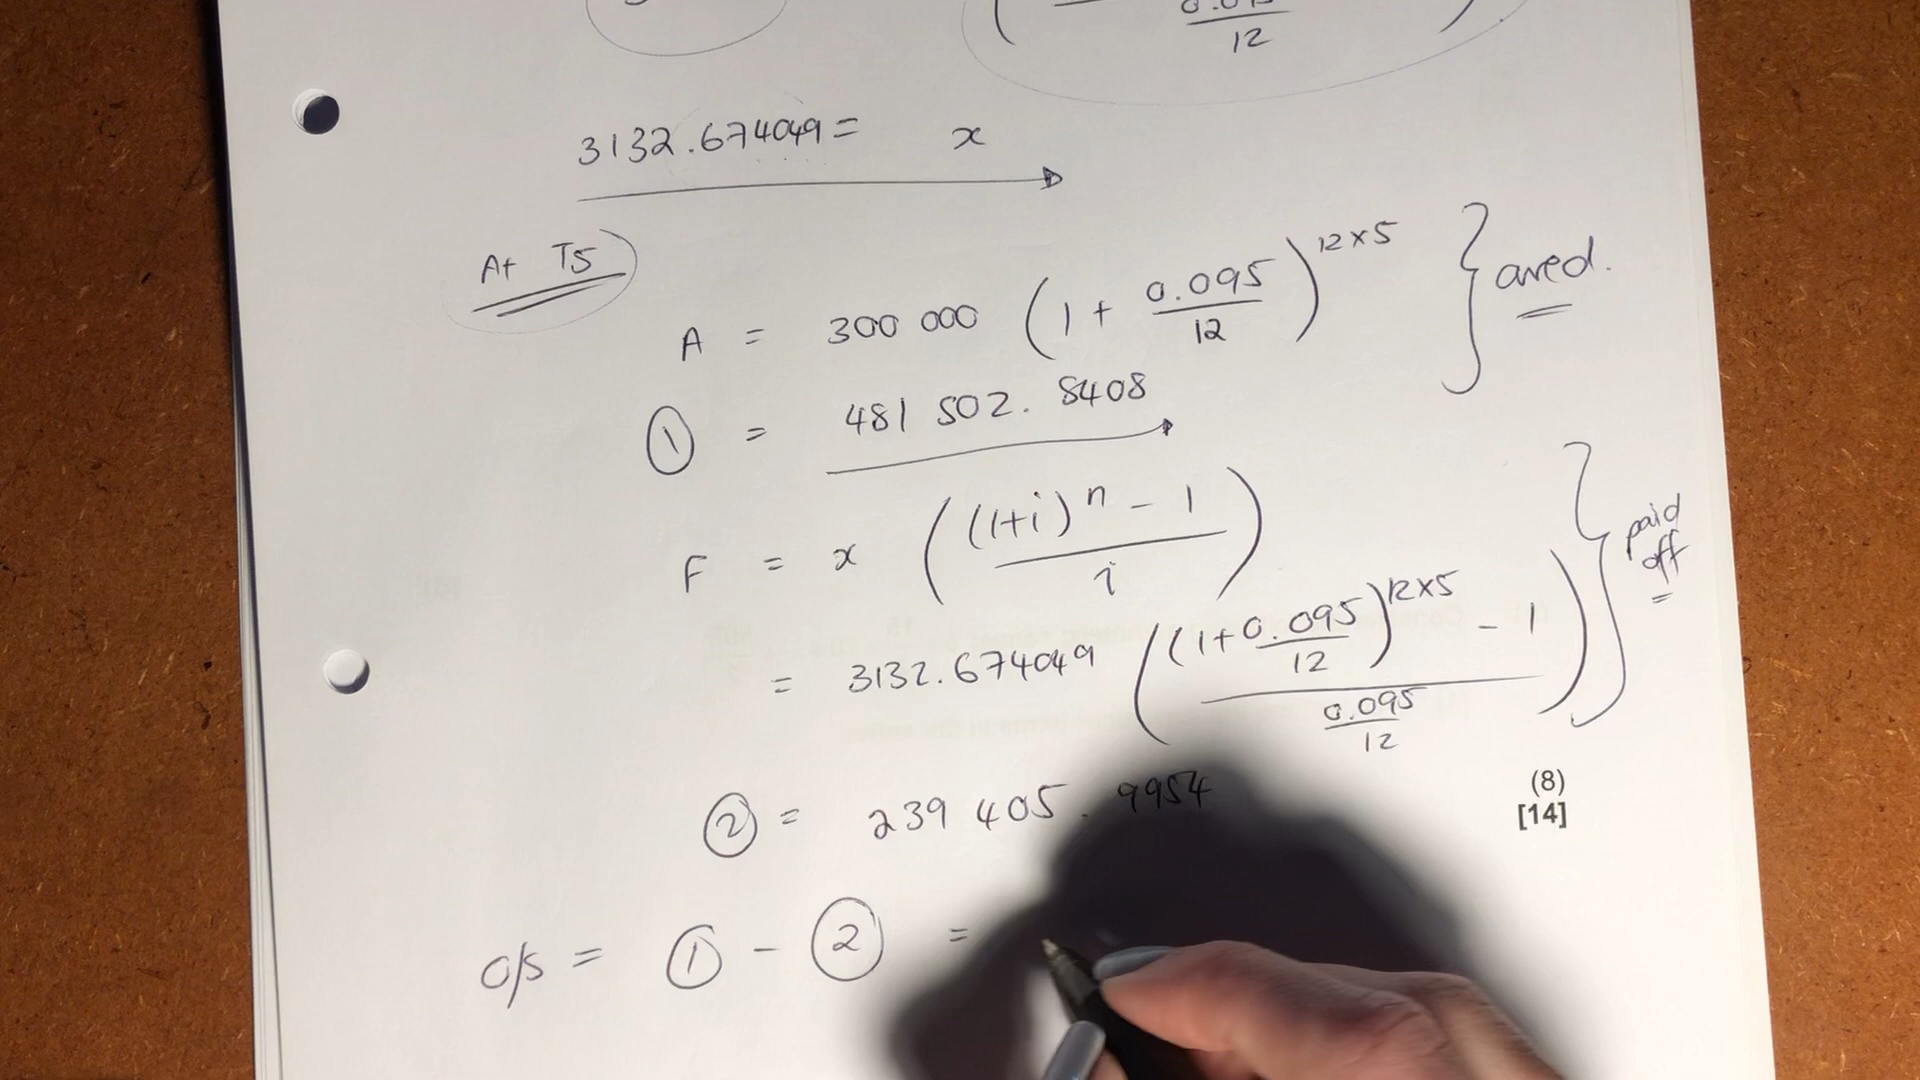 12
3132.674049 = x
At T5
A = 300 000 (1 + 0.095/12)^12×5 } owed.
① = 481 502.8408
F = x (((1+i)^n - 1)/i)
= 3132.674049 (((1+0.095/12)^12×5 - 1)/(0.095/12)) } paid off
② = 239 405.9954
(8)
[14]
o/s = ① - ② =